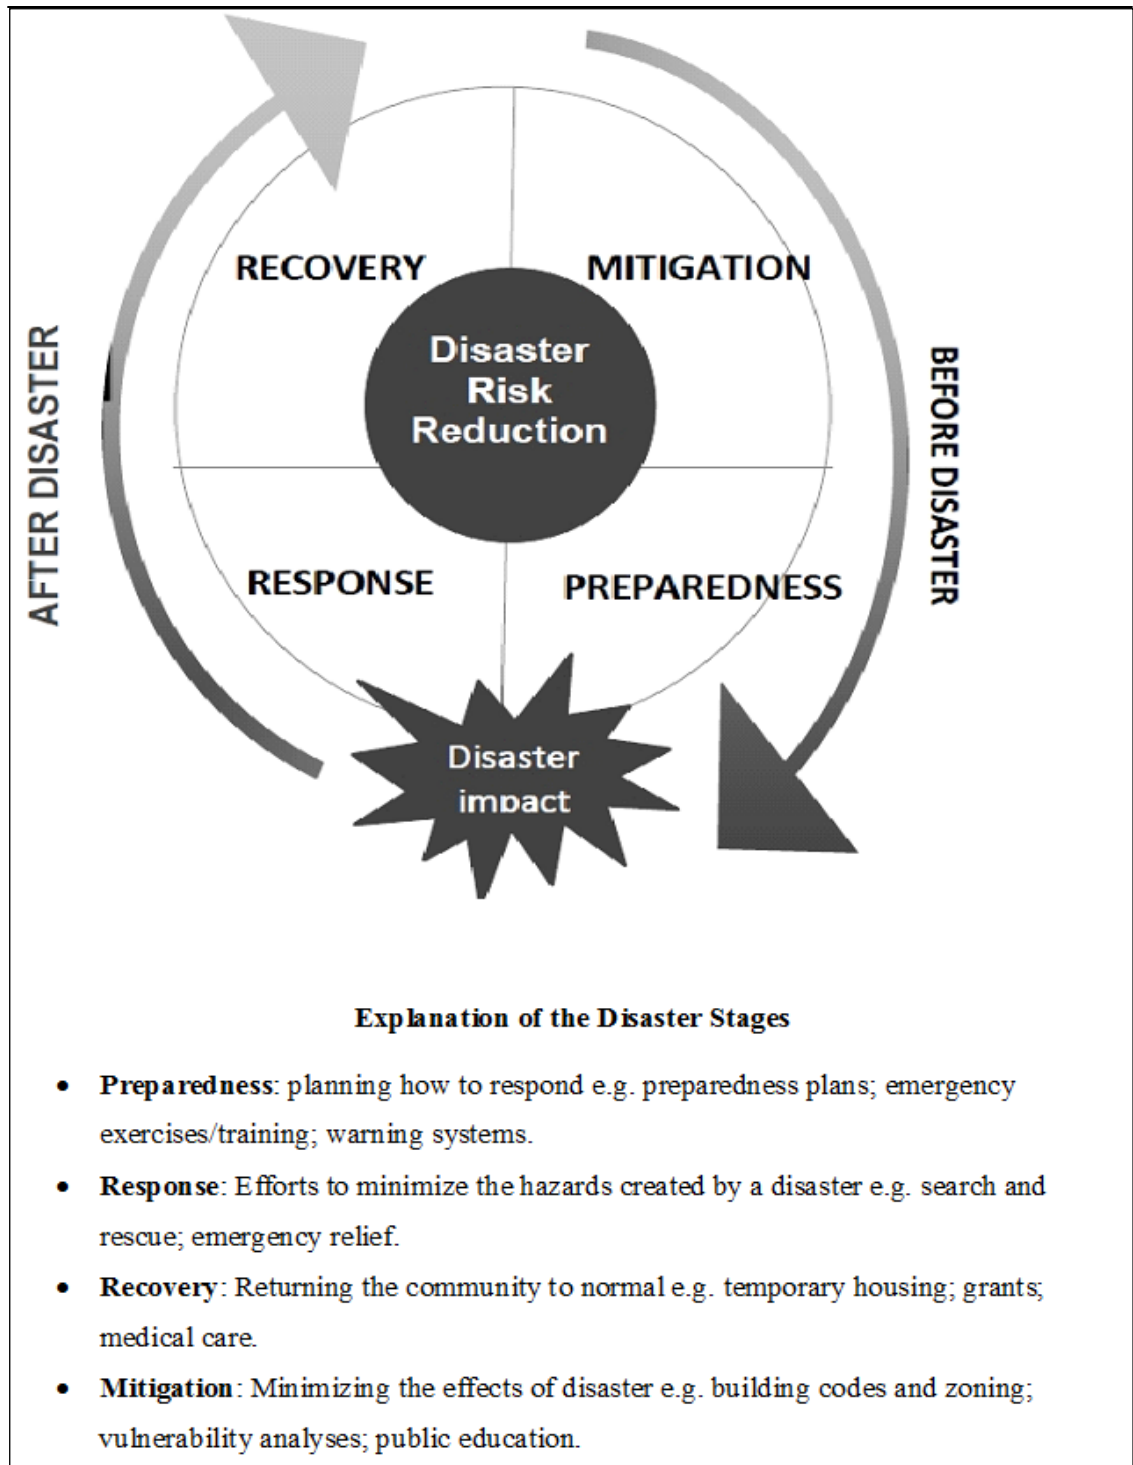 RECOVERY
MITIGATION
Disaster
Risk
Reduction
AFTER DISASTER
BEFORE DISASTER
RESPONSE
PREPAREDNESS
Disaster
impact
Explanation of the Disaster Stages
• Preparedness: planning how to respond e.g. preparedness plans; emergency
exercises/training; warning systems.
• Response: Efforts to minimize the hazards created by a disaster e.g. search and
rescue; emergency relief.
• Recovery: Returning the community to normal e.g. temporary housing; grants;
medical care.
• Mitigation: Minimizing the effects of disaster e.g. building codes and zoning;
vulnerability analyses; public education.